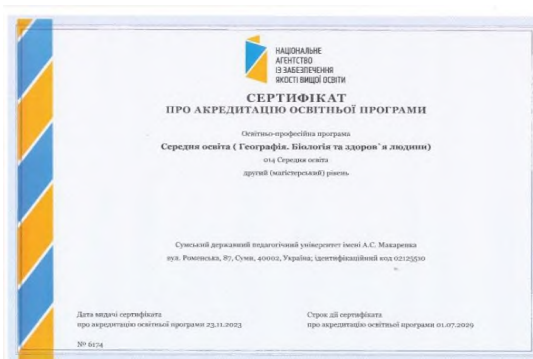 НАЦІОНАЛЬНЕ
АГЕНТСТВО
ІЗ ЗАБЕЗПЕЧЕННЯ
ЯКОСТІ ВИЩОЇ ОСВІТИ
СЕРТИФІКАТ
ПРО АКРЕДИТАЦІЮ ОСВІТНЬОЇ ПРОГРАМИ
Освітньо-професійна програма
Середня освіта ( Географія. Біологія та здоров`я людини)
014 Середня освіта
другий (магістерський) рівень
Сумський державний педагогічний університет імені А.С. Макаренка
вул. Роменська, 87, Суми, 40002, Україна; ідентифікаційний код 02125510
Дата видачі сертифіката
про акредитацію освітньої програми 23.11.2023
Строк дії сертифіката
про акредитацію освітньої програми 01.07.2029
№ 6174